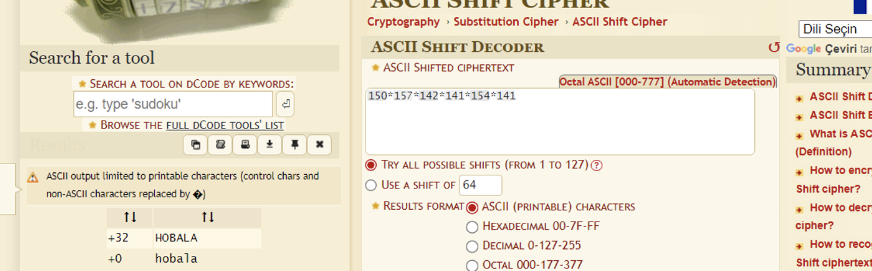 ASCII SHIFT CIPHER
Cryptography › Substitution Cipher › ASCII Shift Cipher
Search for a tool
SEARCH A TOOL ON DCODE BY KEYWORDS:
e.g. type 'sudoku'
BROWSE THE FULL DCODE TOOLS' LIST
Results
ASCII output limited to printable characters (control chars and
non-ASCII characters replaced by �)
↑↓ ↑↓
+32 HOBALA
+0 hobala
ASCII SHIFT DECODER
ASCII SHIFTED CIPHERTEXT
Octal ASCII [000-777] (Automatic Detection)
150*157*142*141*154*141
TRY ALL POSSIBLE SHIFTS (FROM 1 TO 127) ?
USE A SHIFT OF 64
RESULTS FORMAT ASCII (PRINTABLE) CHARACTERS
HEXADECIMAL 00-7F-FF
DECIMAL 0-127-255
OCTAL 000-177-377
Dili Seçin
Google Çeviri
Summary
ASCII Shift D
ASCII Shift E
What is ASC
(Definition)
How to encr
Shift cipher?
How to decr
cipher?
How to reco
Shift ciphertext